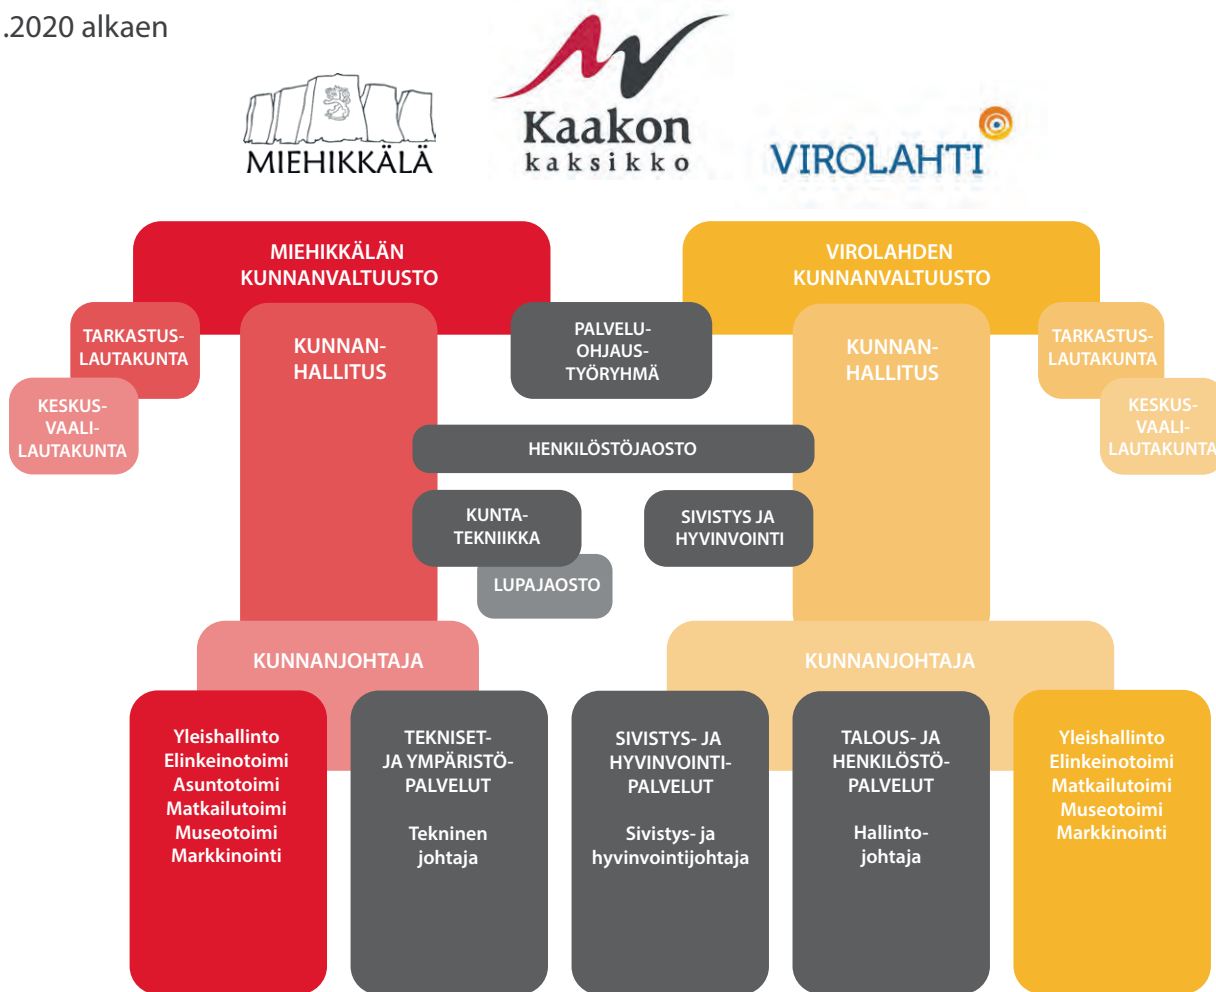 .2020 alkaen
MIEHIKKÄLÄ
Kaakon
kaksikko
VIROLAHTI
MIEHIKKÄLÄN
KUNNANVALTUUSTO
VIROLAHDEN
KUNNANVALTUUSTO
TARKASTUS-
LAUTAKUNTA
KESKUS-
VAALI-
LAUTAKUNTA
KUNNAN-
HALLITUS
PALVELU-
OHJAUS-
TYÖRYHMÄ
KUNNAN-
HALLITUS
TARKASTUS-
LAUTAKUNTA
KESKUS-
VAALI-
LAUTAKUNTA
HENKILÖSTÖJAOSTO
KUNTA-
TEKNIIKKA
SIVISTYS JA
HYVINVOINTI
LUPAJAOSTO
KUNNANJOHTAJA
KUNNANJOHTAJA
Yleishallinto
Elinkeinotoimi
Asuntotoimi
Matkailutoimi
Museotoimi
Markkinointi
TEKNISET-
JA YMPÄRISTÖ-
PALVELUT
Tekninen
johtaja
SIVISTYS- JA
HYVINVOINTI-
PALVELUT
Sivistys- ja
hyvinvointijohtaja
TALOUS- JA
HENKILÖSTÖ-
PALVELUT
Hallinto-
johtaja
Yleishallinto
Elinkeinotoimi
Matkailutoimi
Museotoimi
Markkinointi